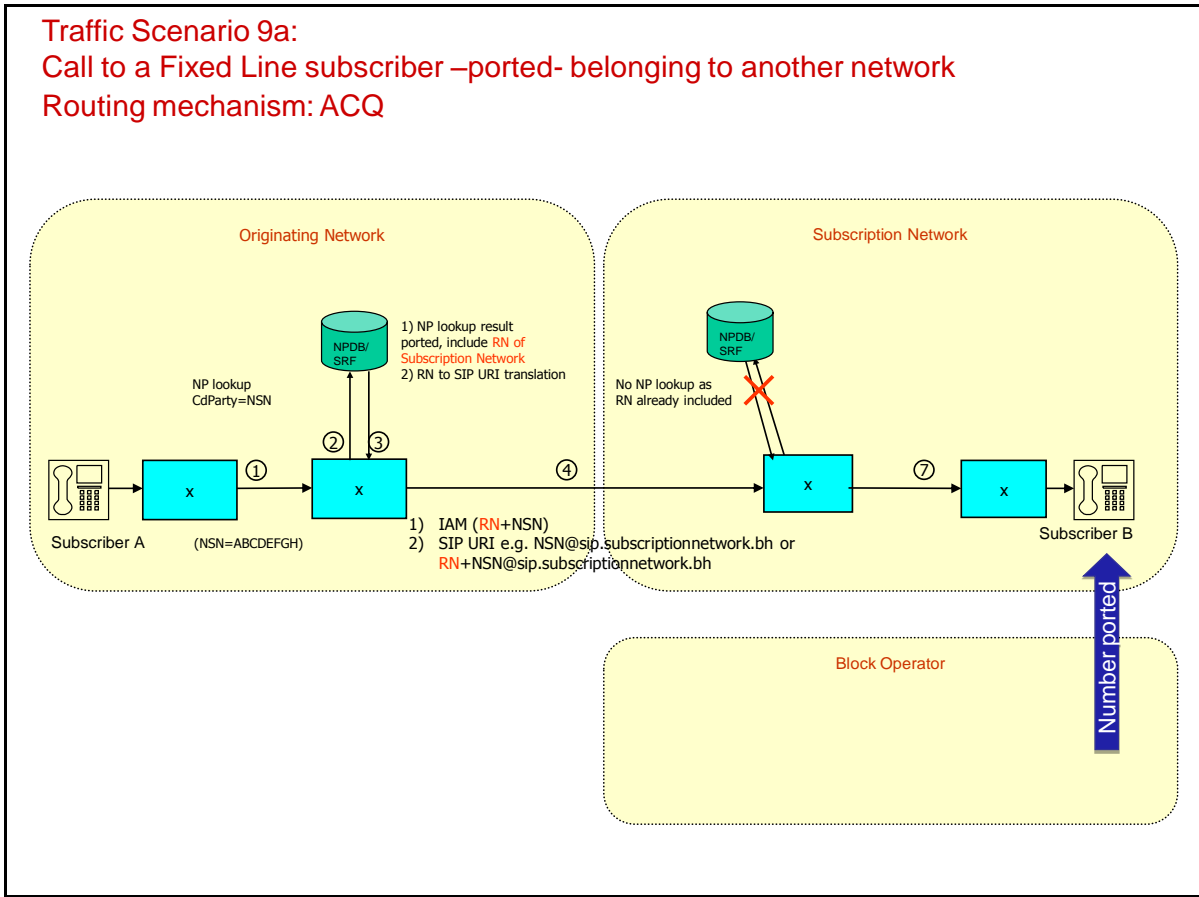 Traffic Scenario 9a:
Call to a Fixed Line subscriber –ported- belonging to another network
Routing mechanism: ACQ
Originating Network
Subscription Network
NPDB/
SRF
1) NP lookup result
ported, include RN of
Subscription Network
2) RN to SIP URI translation
NP lookup
CdParty=NSN
NPDB/
SRF
No NP lookup as
RN already included
2
3
1
4
7
x
x
x
x
Subscriber A
(NSN=ABCDEFGH)
1) IAM (RN+NSN)
2) SIP URI e.g. NSN@sip.subscriptionnetwork.bh or
RN+NSN@sip.subscriptionnetwork.bh
Subscriber B
Number ported
Block Operator